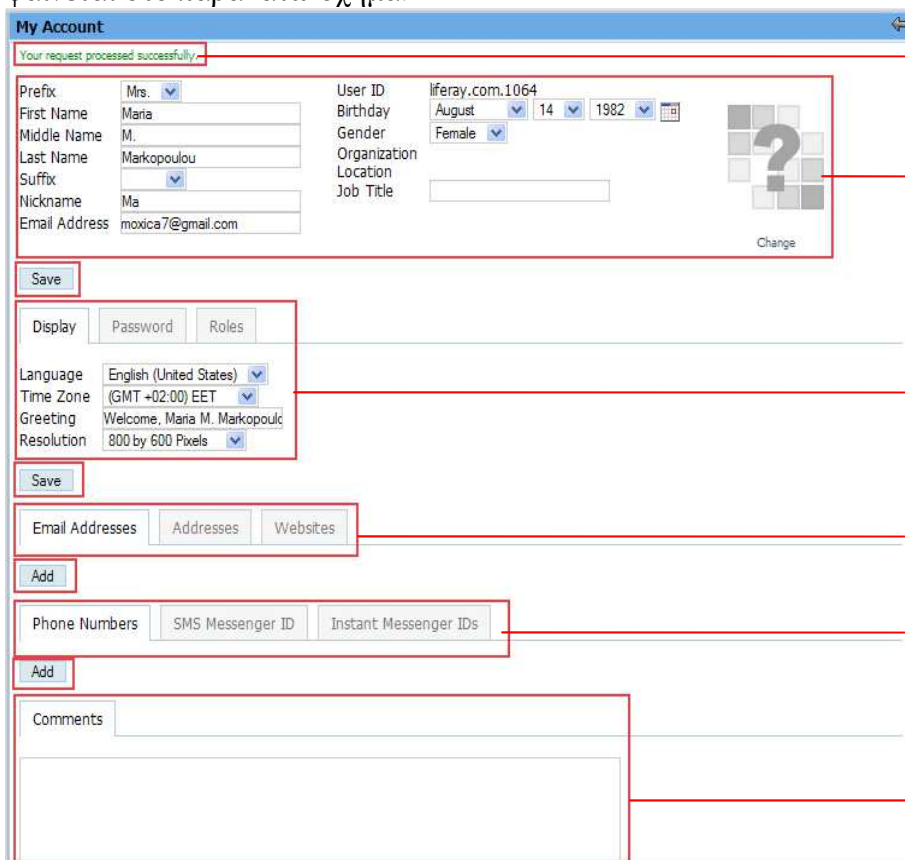 My Account
Your request processed successfully.
Prefix Mrs.
First Name Maria
Middle Name M.
Last Name Markopoulou
Suffix
Nickname Ma
Email Address moxica7@gmail.com
User ID liferay.com.1064
Birthday August 14 1982
Gender Female
Organization
Location
Job Title
Change
Save
Display Password Roles
Language English (United States)
Time Zone (GMT +02:00) EET
Greeting Welcome, Maria M. Markopoulo
Resolution 800 by 600 Pixels
Save
Email Addresses Addresses Websites
Add
Phone Numbers SMS Messenger ID Instant Messenger IDs
Add
Comments